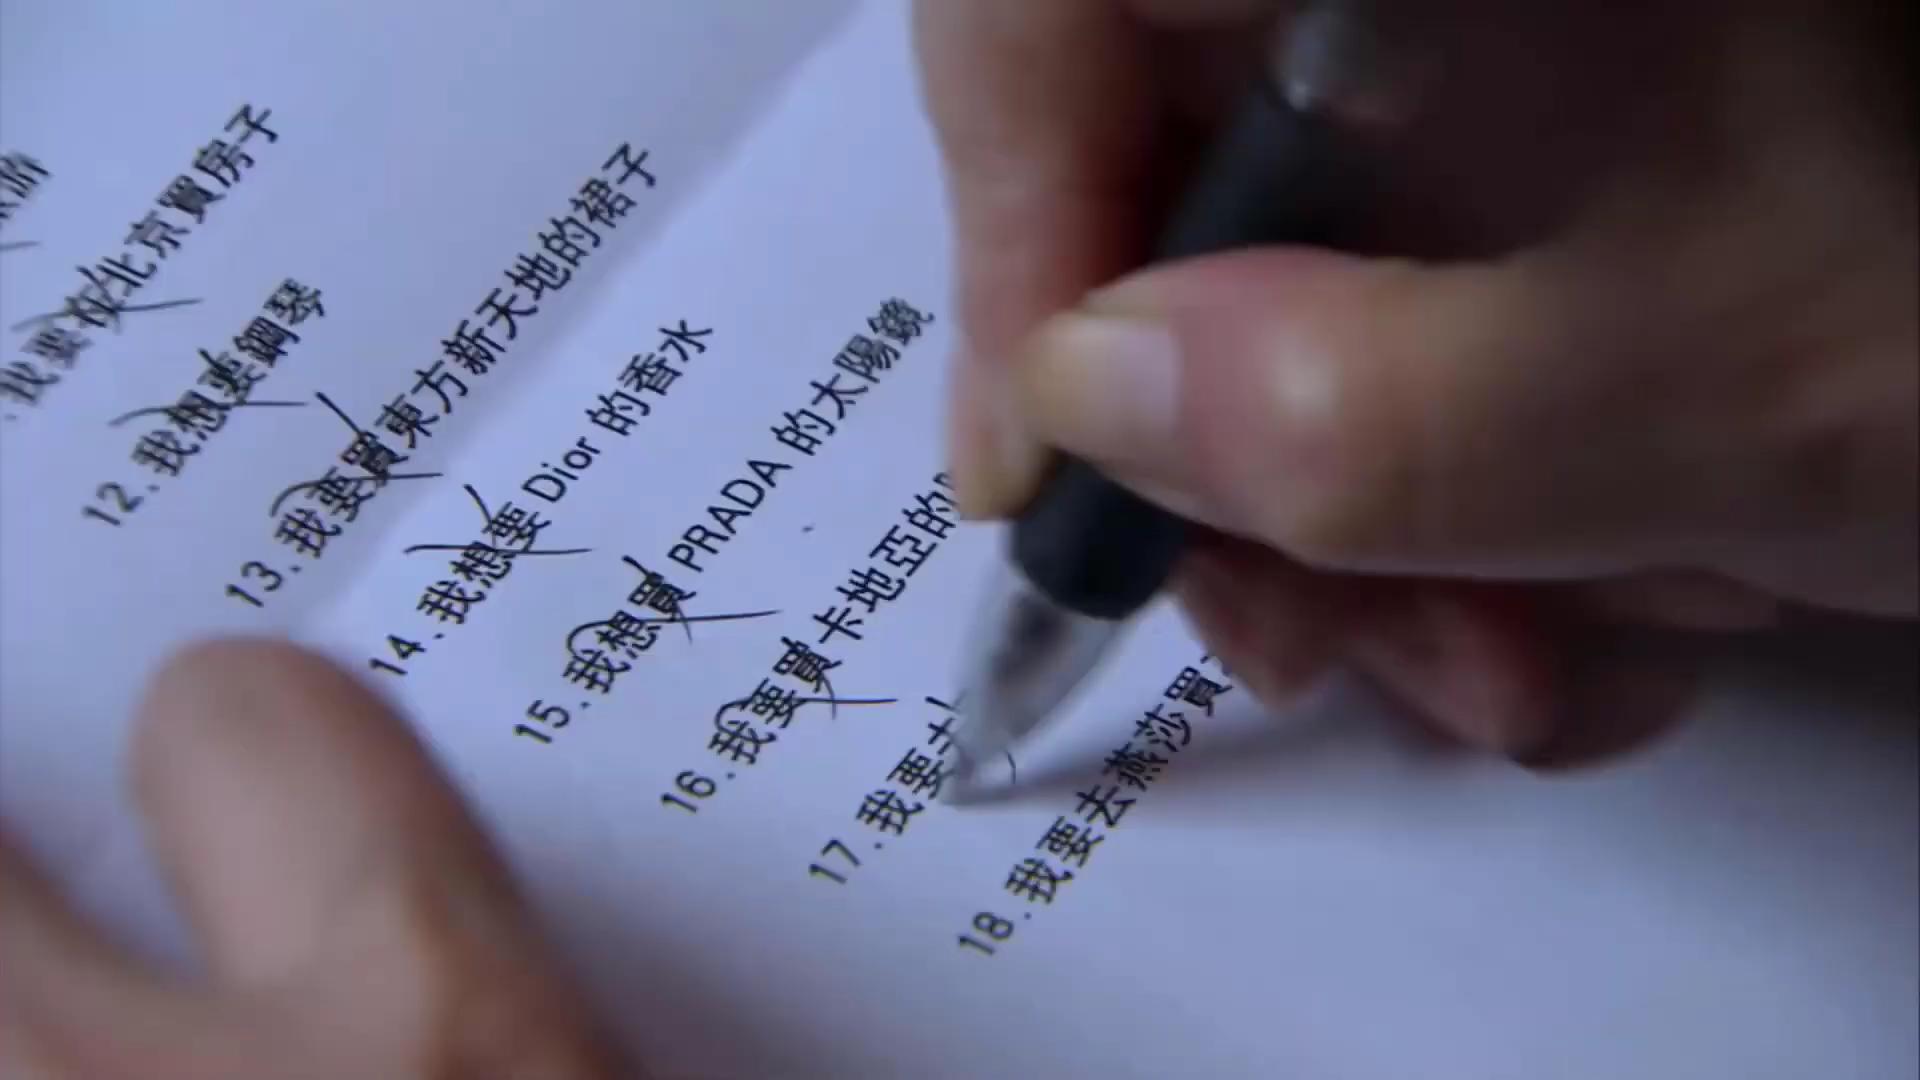 我要在北京買房子
12.我想要鋼琴
13.我要買東方新天地的裙子
14.我想要 Dior 的香水
15.我想買 PRADA 的太陽鏡
16.我要買卡地亞的
17.我要去
18.我要去燕莎買